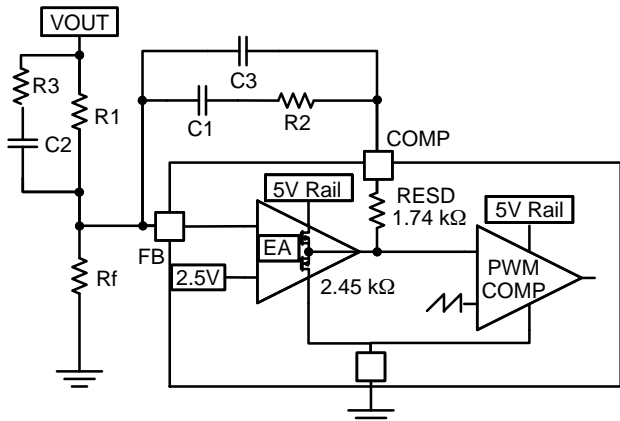 VOUT
R3
R1
C2
C3
C1
R2
COMP
5V Rail
RESD
1.74 kΩ
5V Rail
EA
FB
2.5V
2.45 kΩ
PWM
COMP
Rf